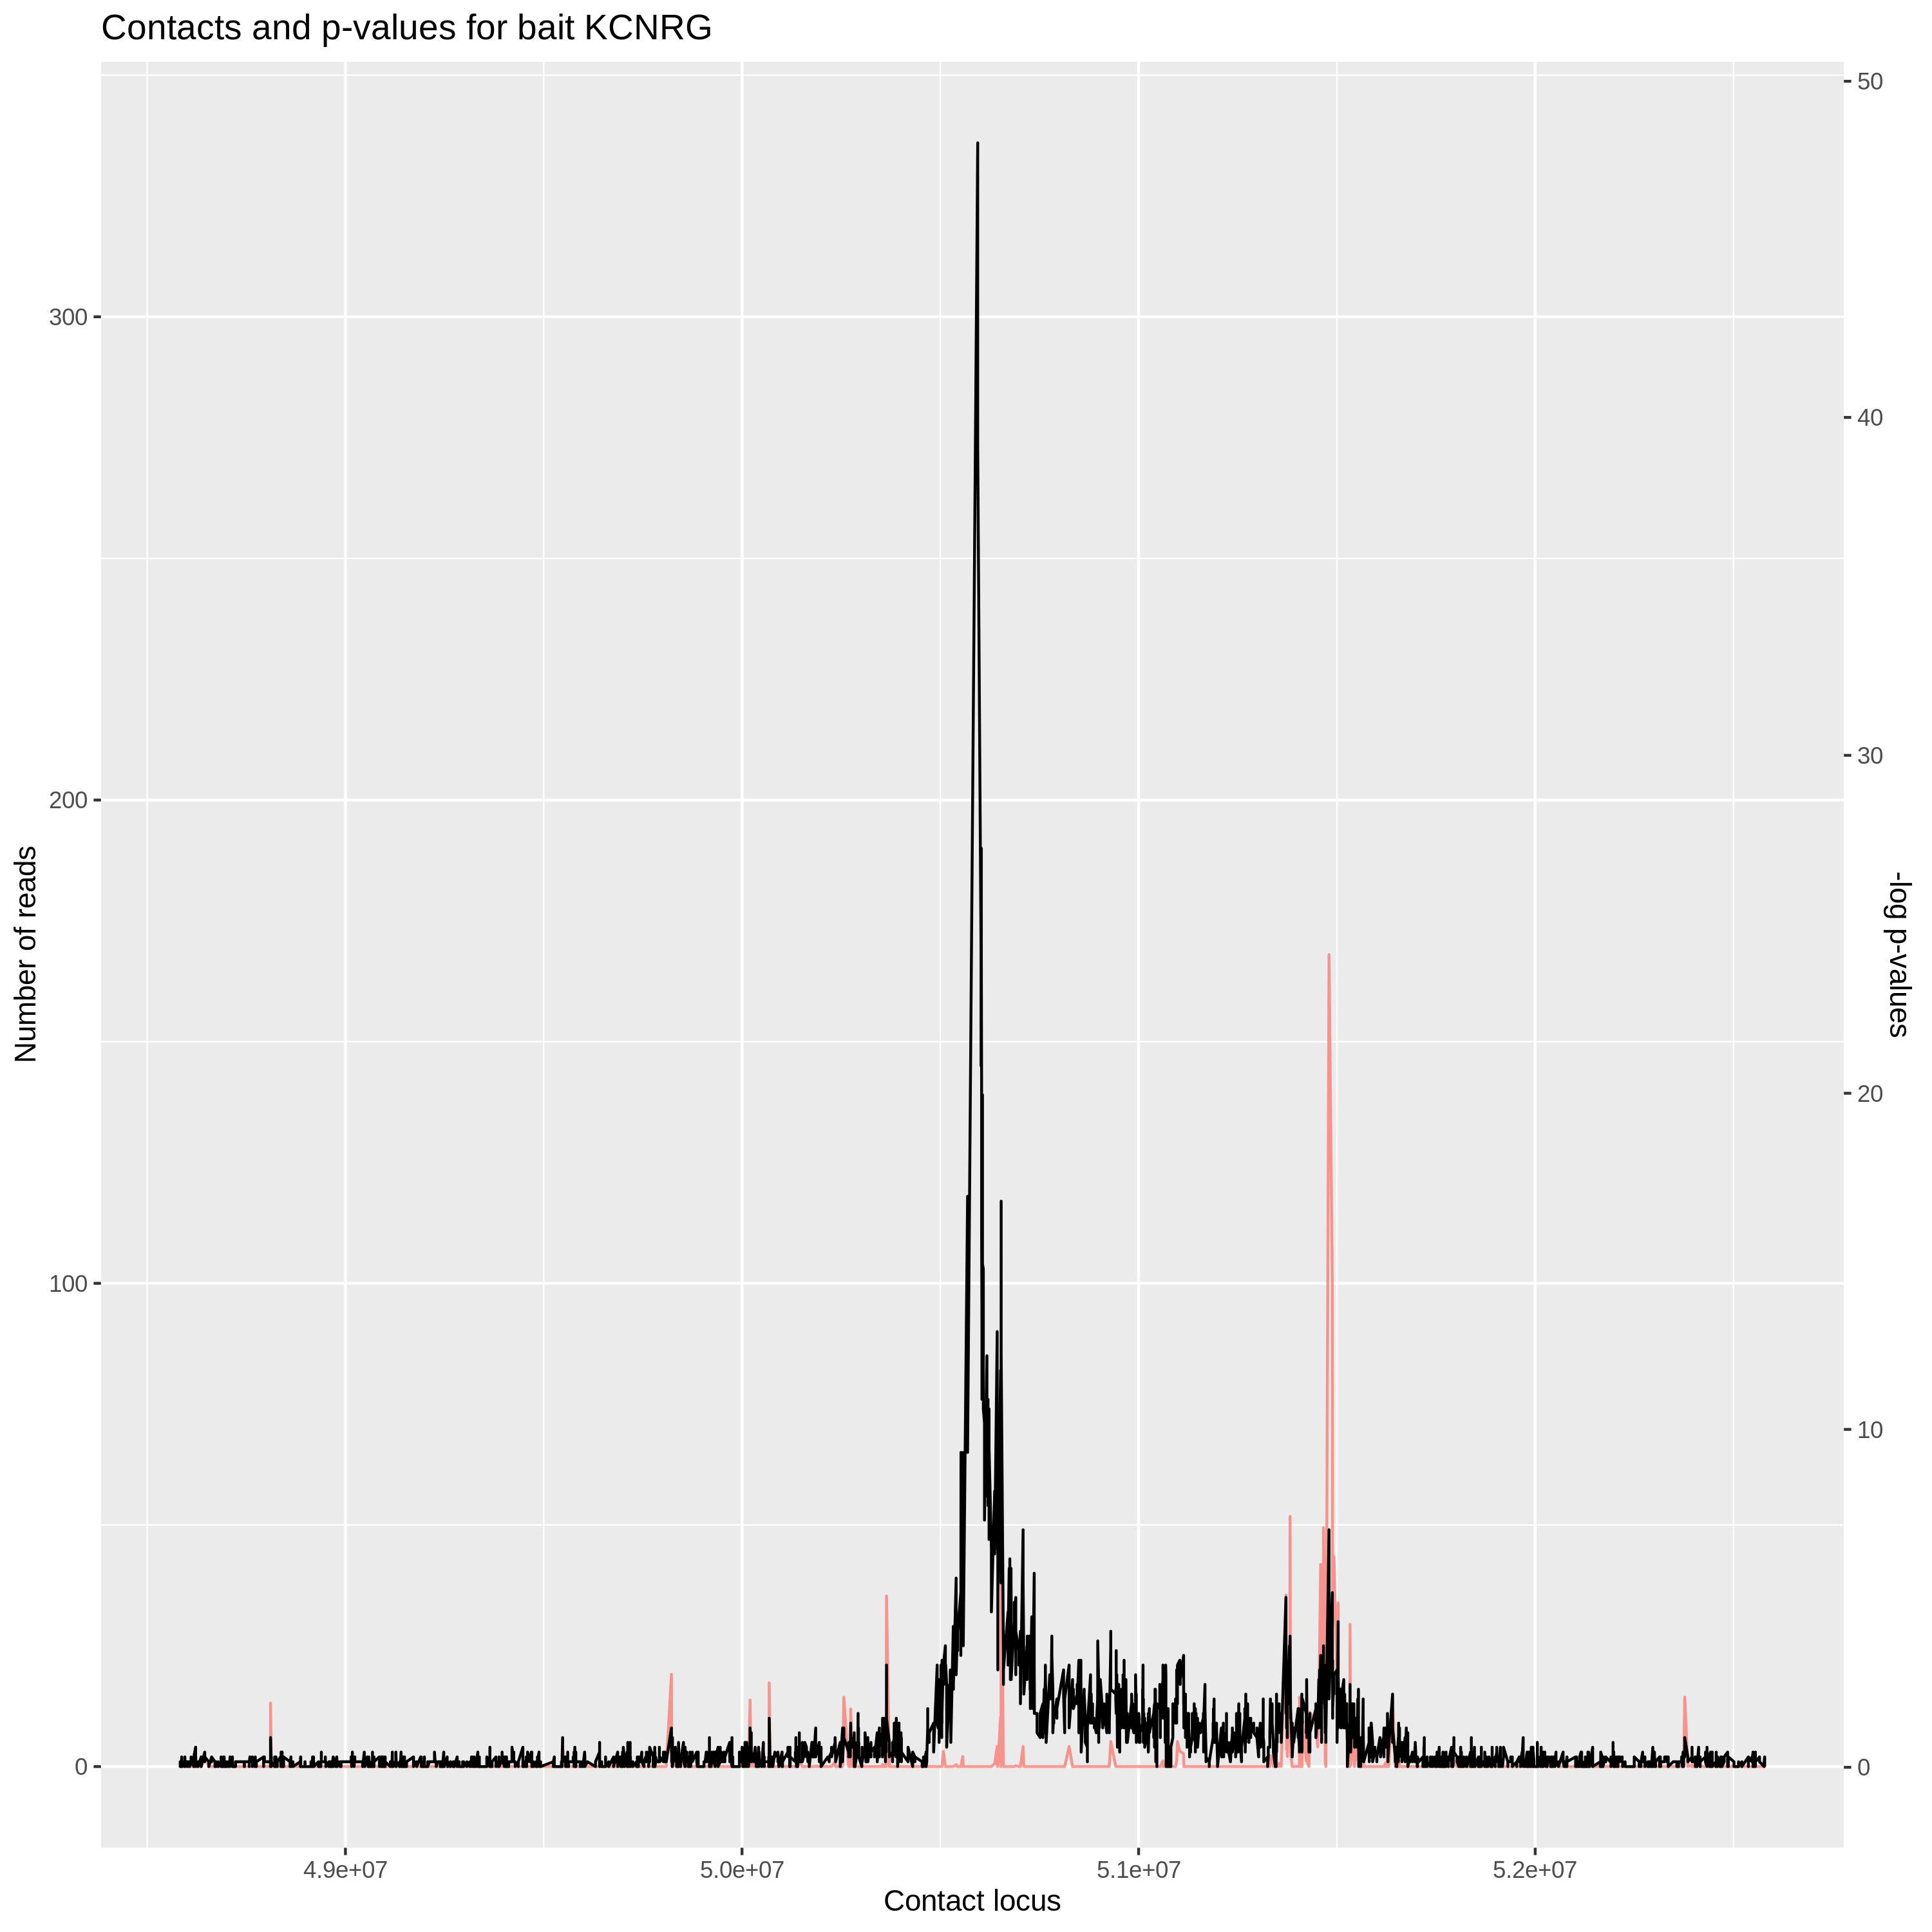 Contacts and p-values for bait KCNRG
50
40
30
20
10
0
-log p-values
300
200
100
0
Number of reads
4.9e+07 5.0e+07 5.1e+07 5.2e+07
Contact locus